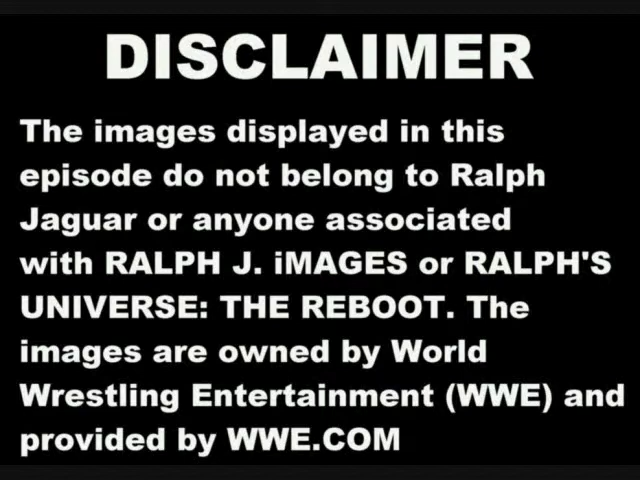 DISCLAIMER
The images displayed in this
episode do not belong to Ralph
Jaguar or anyone associated
with RALPH J. iMAGES or RALPH'S
UNIVERSE: THE REBOOT. The
images are owned by World
Wrestling Entertainment (WWE) and
provided by WWE.COM